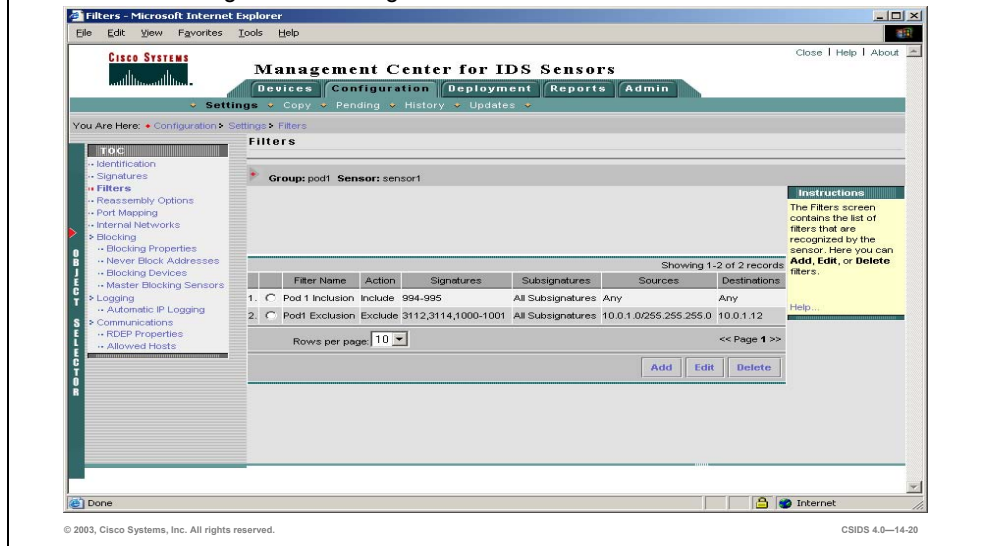 Filters - Microsoft Internet Explorer
File Edit View Favorites Tools Help
Close | Help | About
CISCO SYSTEMS
Management Center for IDS Sensors
Devices Configuration Deployment Reports Admin
Settings Copy Pending History Updates
You Are Here: Configuration > Settings > Filters
TOC
Identification
Signatures
Filters
Reassembly Options
Port Mapping
Internal Networks
Blocking
Blocking Properties
Never Block Addresses
Blocking Devices
Master Blocking Sensors
Logging
Automatic IP Logging
Communications
RDEP Properties
Allowed Hosts
OBJECT SELECTOR
Filters
Group: pod1 Sensor: sensor1
Showing 1-2 of 2 records
Filter Name Action Signatures Subsignatures Sources Destinations
1. Pod 1 Inclusion Include 994-995 All Subsignatures Any Any
2. Pod1 Exclusion Exclude 3112,3114,1000-1001 All Subsignatures 10.0.1.0/255.255.255.0 10.0.1.12
Rows per page: 10 << Page 1 >>
Add Edit Delete
Instructions
The Filters screen
contains the list of
filters that are
recognized by the
sensor. Here you can
Add, Edit, or Delete
filters.
Help...
Done Internet
© 2003, Cisco Systems, Inc. All rights reserved. CSIDS 4.0—14-20